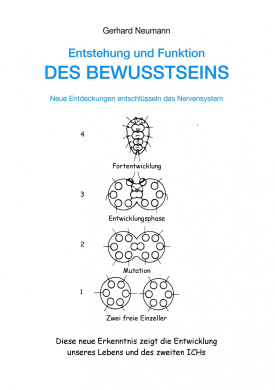 Gerhard Neumann
Entstehung und Funktion
DES BEWUSSTSEINS
Neue Entdeckungen entschlüsseln das Nervensystem
4
Fortentwicklung
3
Entwicklungsphase
2
Mutation
1
Zwei freie Einzeller
Diese neue Erkenntnis zeigt die Entwicklung
unseres Lebens und des zweiten ICHs